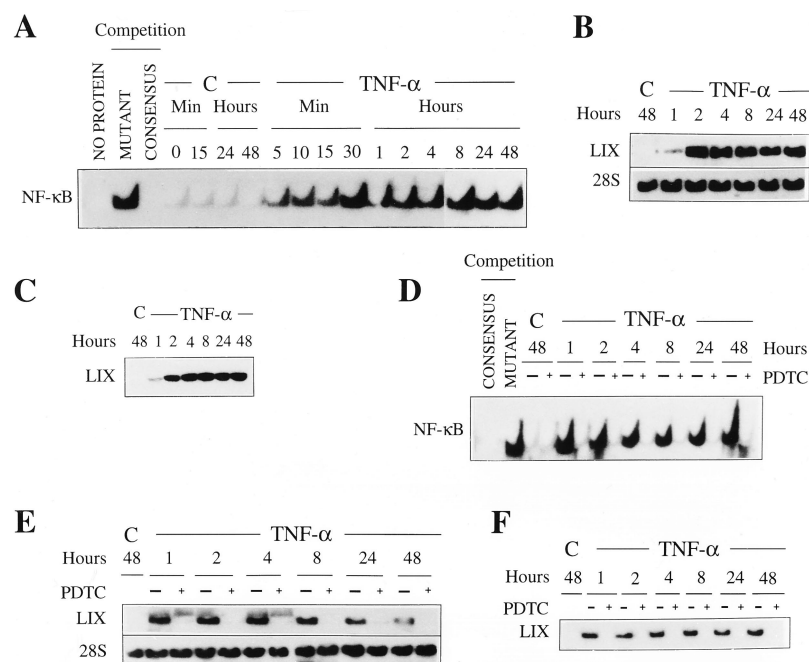 A
Competition
NO PROTEIN
MUTANT
CONSENSUS
C
TNF-α
Min Hours Min Hours
0 15 24 48 5 10 15 30 1 2 4 8 24 48
NF-κB
B
C TNF-α
Hours 48 1 2 4 8 24 48
LIX
28S
C
C TNF-α
Hours 48 1 2 4 8 24 48
LIX
D
Competition
CONSENSUS
MUTANT
C TNF-α
48 1 2 4 8 24 48 Hours
– + – + – + – + – + – + – + PDTC
NF-κB
E
C TNF-α
Hours 48 1 2 4 8 24 48
PDTC – + – + – + – + – + – +
LIX
28S
F
C TNF-α
Hours 48 1 2 4 8 24 48
PDTC – + – + – + – + – + – +
LIX